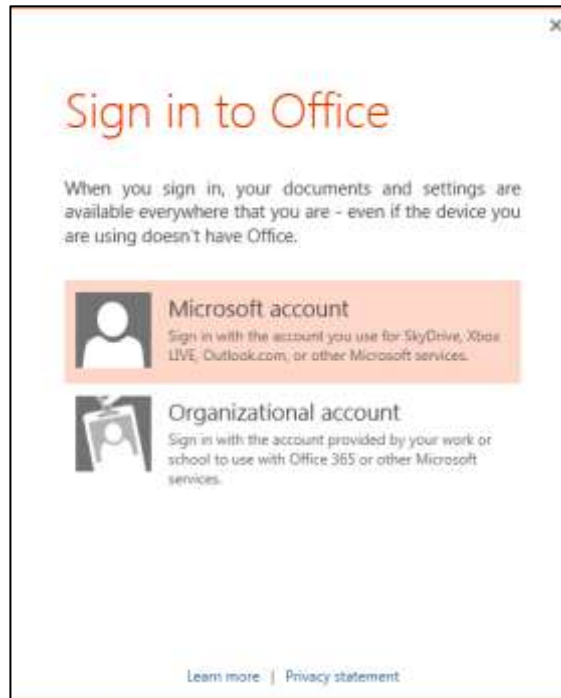 Sign in to Office
When you sign in, your documents and settings are
available everywhere that you are - even if the device you
are using doesn't have Office.
Microsoft account
Sign in with the account you use for SkyDrive, Xbox
LIVE, Outlook.com, or other Microsoft services.
Organizational account
Sign in with the account provided by your work or
school to use with Office 365 or other Microsoft
services.
Learn more | Privacy statement